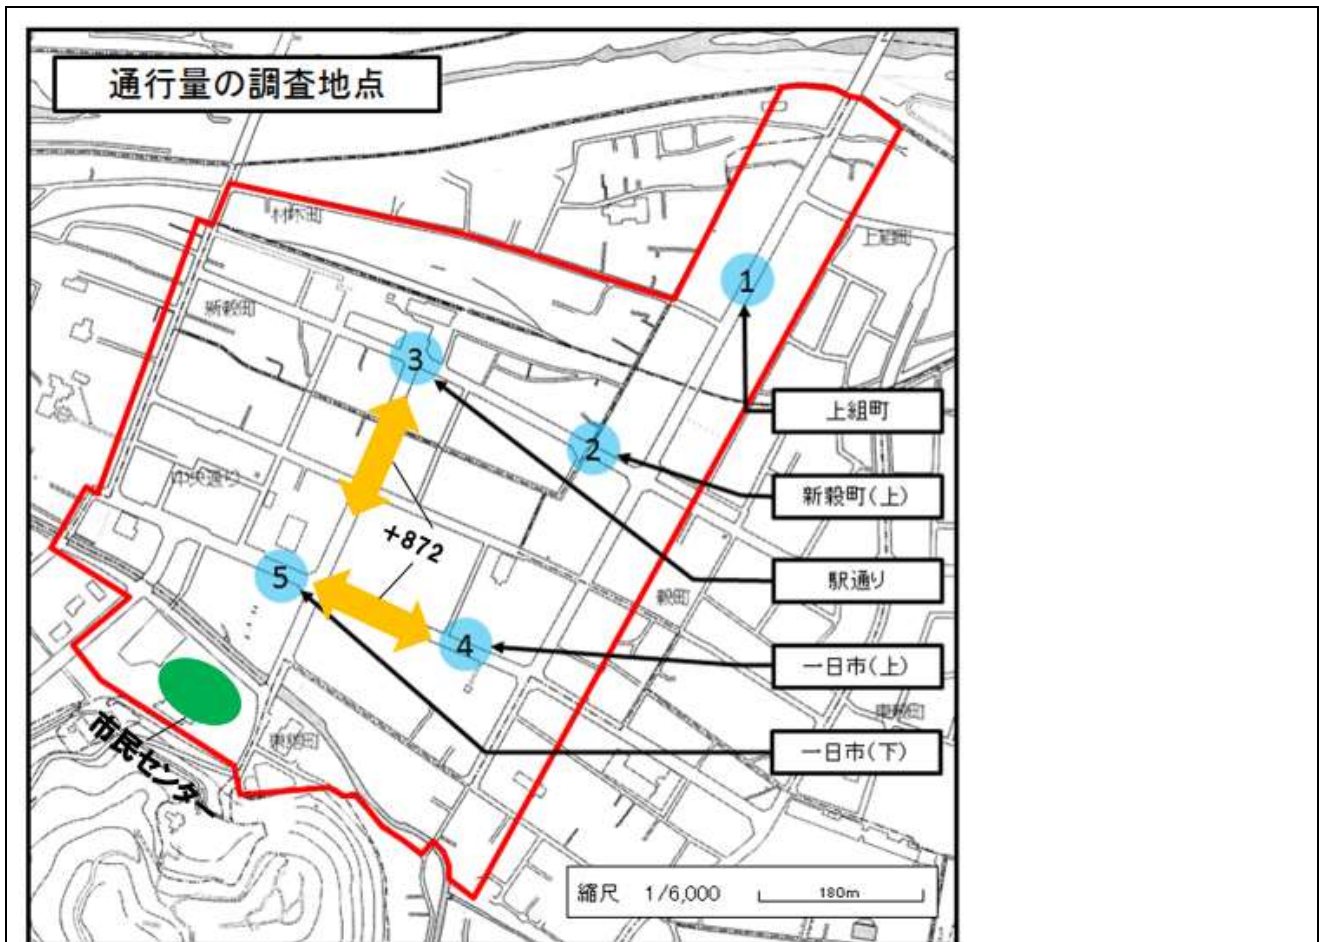 通行量の調査地点
材木町
上組町
1
新穀町
3
上組町
2
新穀町(上)
中央通り
+872
駅通り
5
穀町
4
一日市(上)
東穀町
市民センター
一日市(下)
縮尺 1/6,000 180m